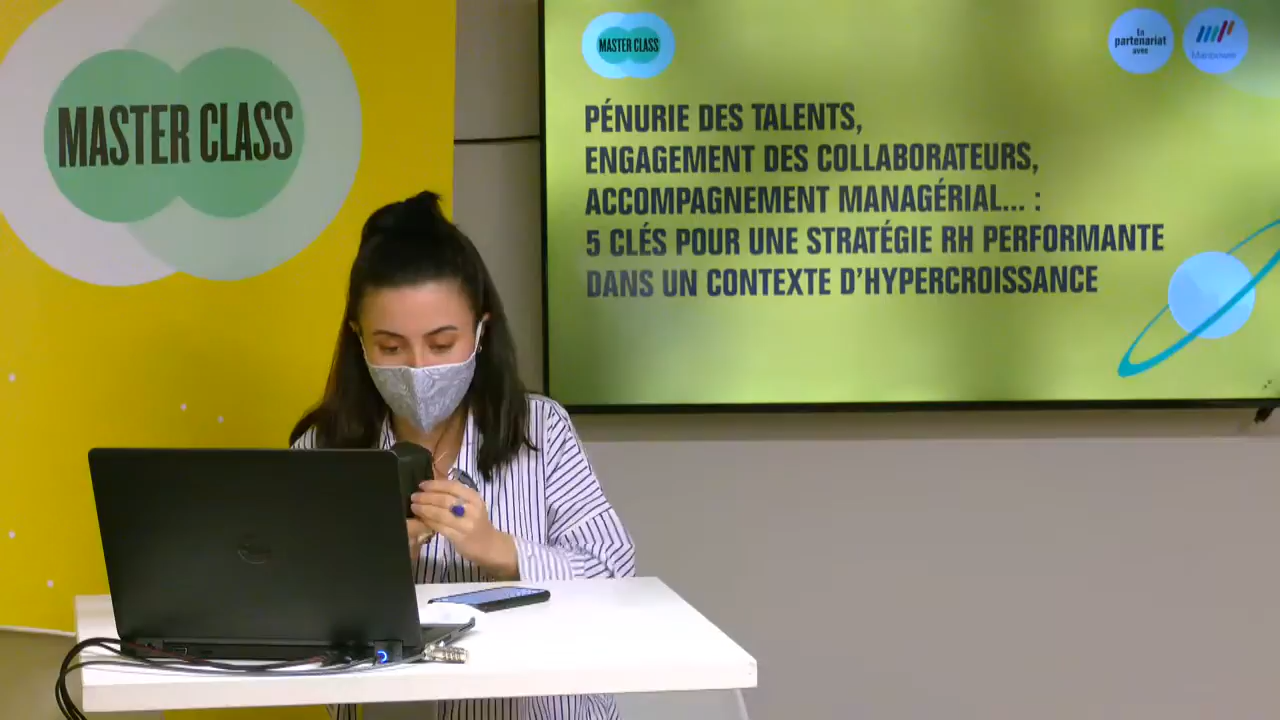 MASTER CLASS
MASTER CLASS
En
partenariat
avec
Manpower
PÉNURIE DES TALENTS,
ENGAGEMENT DES COLLABORATEURS,
ACCOMPAGNEMENT MANAGÉRIAL... :
5 CLÉS POUR UNE STRATÉGIE RH PERFORMANTE
DANS UN CONTEXTE D'HYPERCROISSANCE